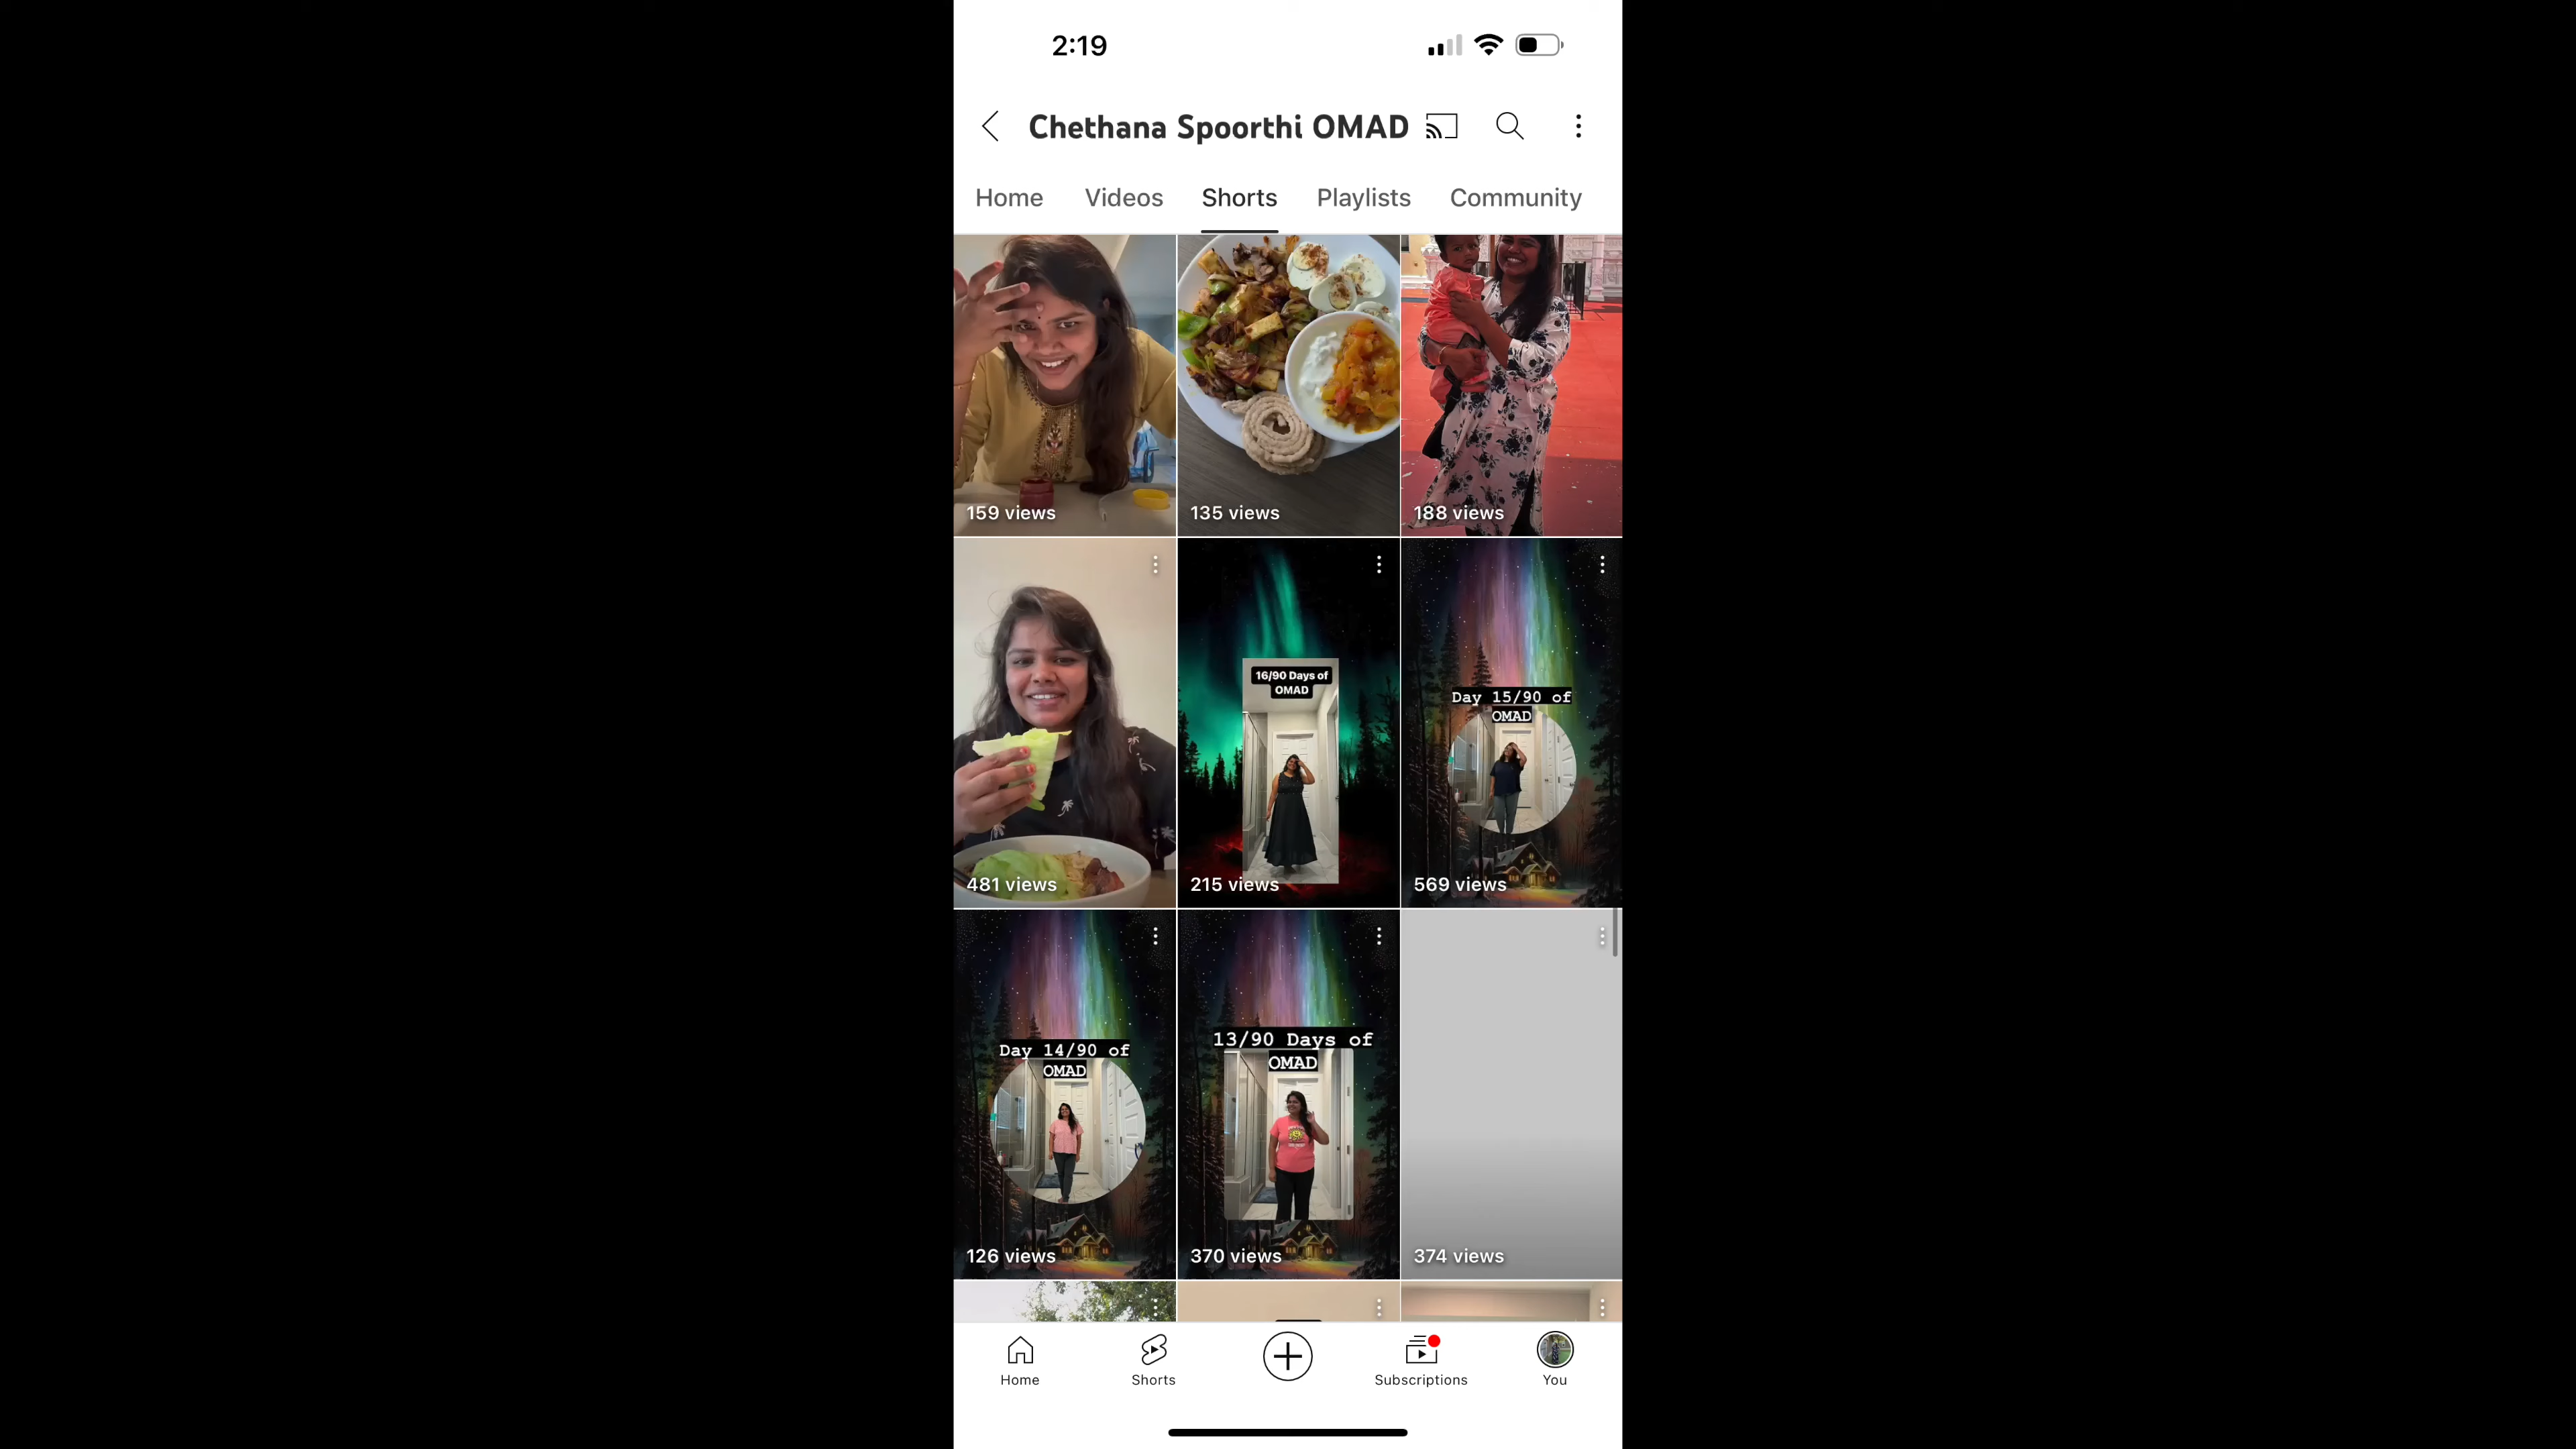 2:19
Chethana Spoorthi OMAD
Home Videos Shorts Playlists Community
159 views
135 views
188 views
16/90 Days of
OMAD
Day 15/90 of
OMAD
481 views
215 views
569 views
Day 14/90 of
OMAD
13/90 Days of
OMAD
126 views
370 views
374 views
Home
Shorts
Subscriptions
You